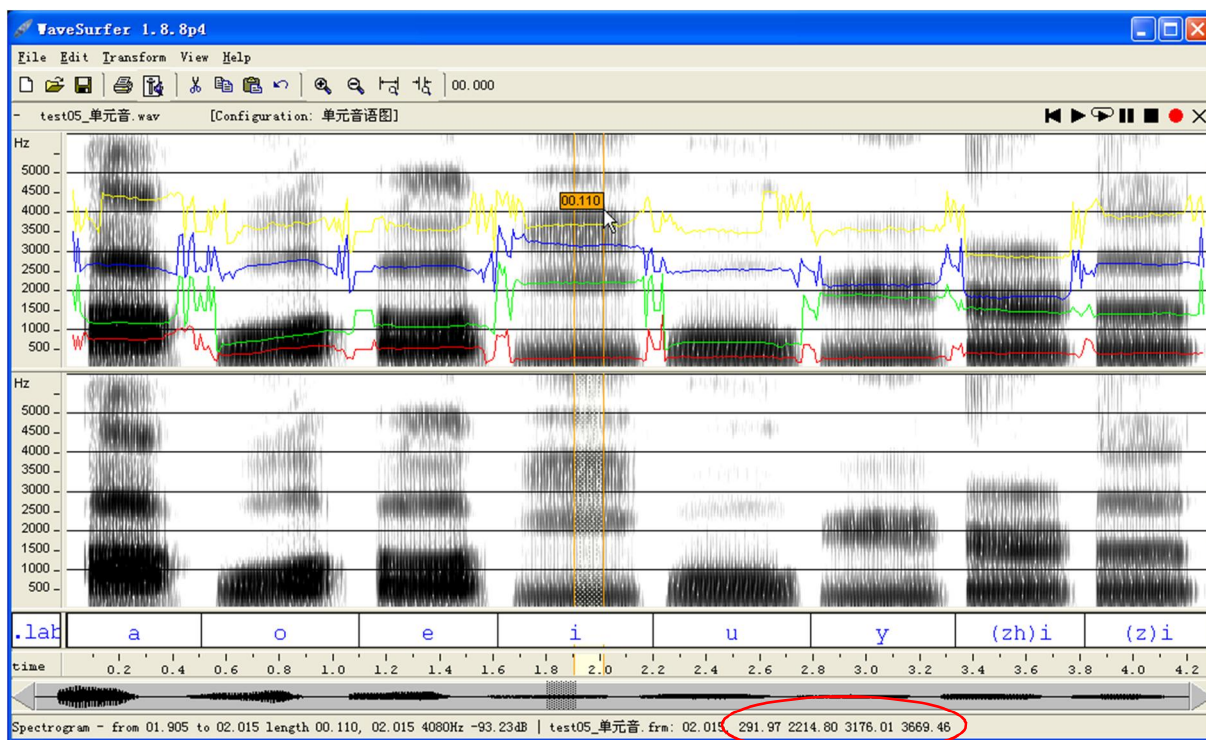 WaveSurfer 1.8.8p4
File Edit Transform View Help
00.000
- test05_单元音.wav [Configuration: 单元音语图]
Hz
5000
4500
4000
3500
3000
2500
2000
1500
1000
500
00.110
Hz
5000
4500
4000
3500
3000
2500
2000
1500
1000
500
.lab a o e i u y (zh)i (z)i
time 0.2 0.4 0.6 0.8 1.0 1.2 1.4 1.6 1.8 2.0 2.2 2.4 2.6 2.8 3.0 3.2 3.4 3.6 3.8 4.0 4.2
Spectrogram - from 01.905 to 02.015 length 00.110, 02.015 4080Hz -93.23dB | test05_单元音.frm: 02.015, 291.97 2214.80 3176.01 3669.46